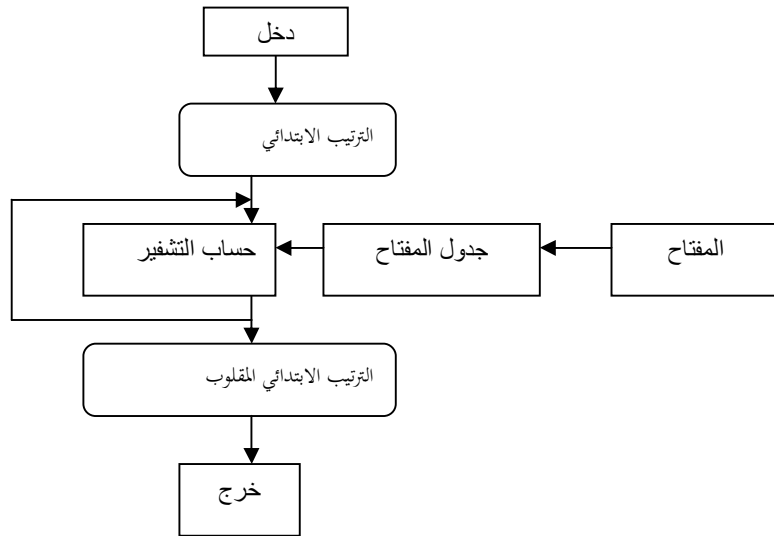 دخل
الترتيب الابتدائي
حساب التشفير
جدول المفتاح
المفتاح
الترتيب الابتدائي المقلوب
خرج